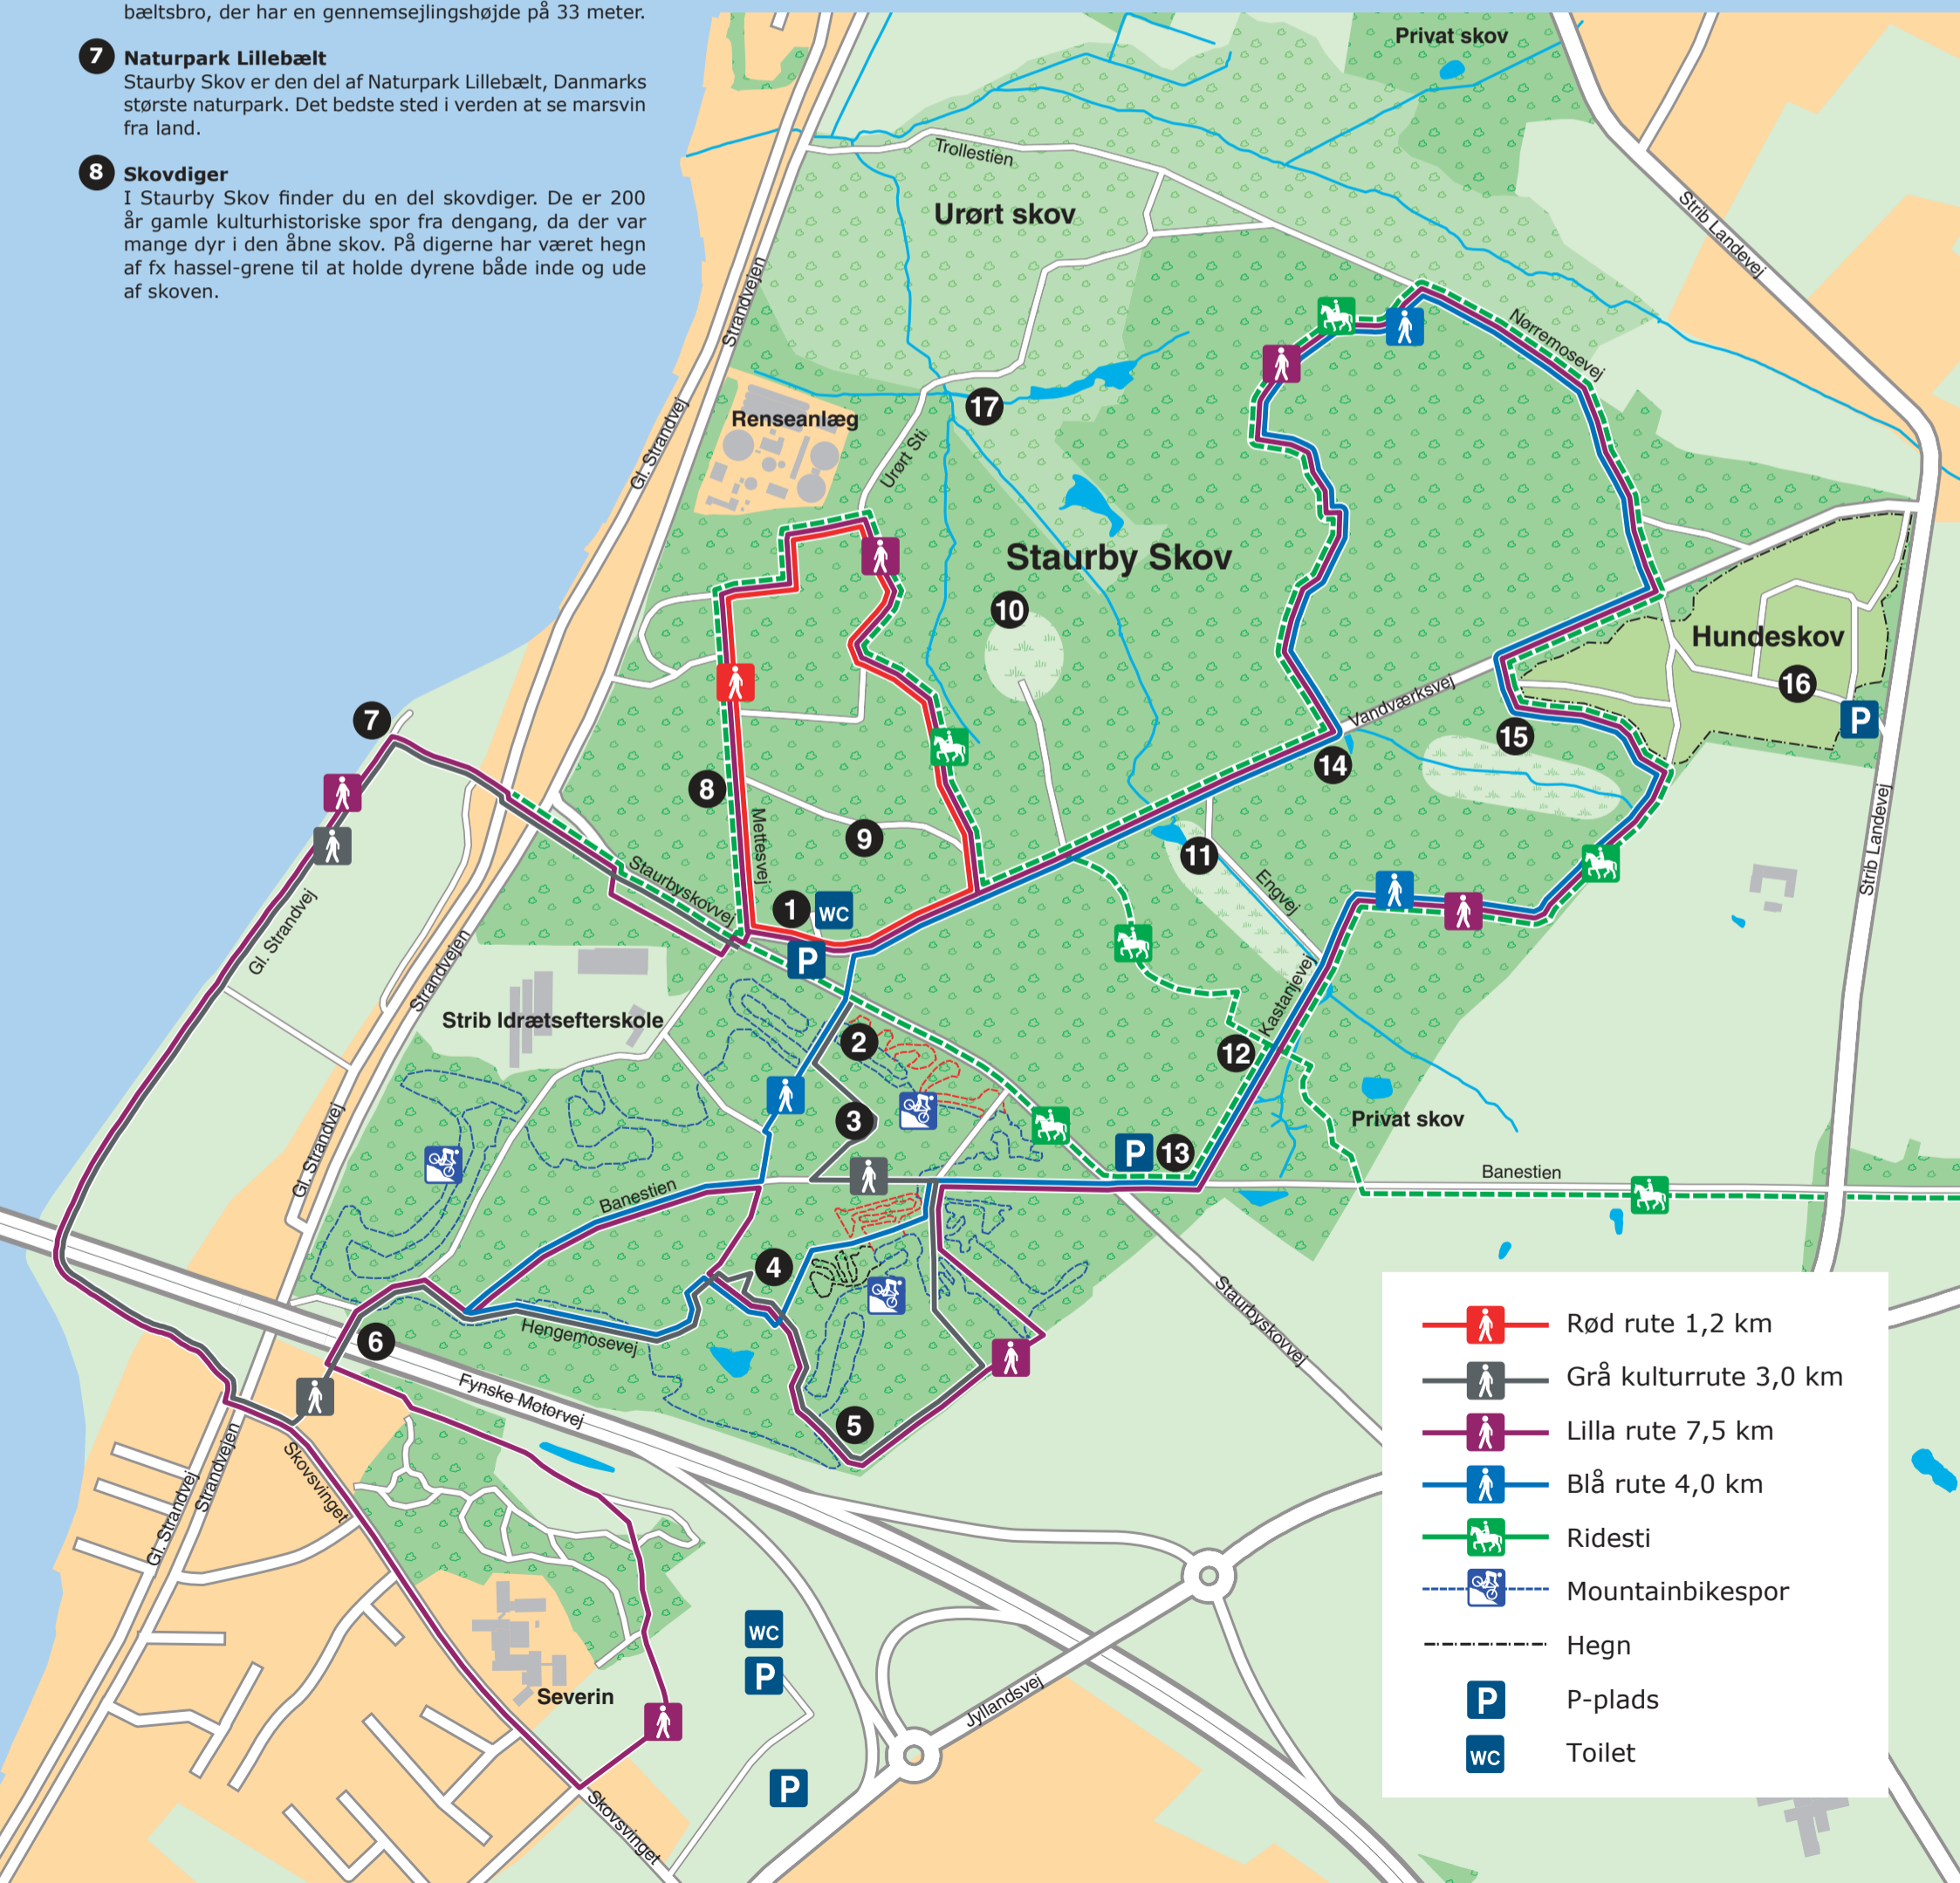 bæltsbro, der har en gennemsejlingshøjde på 33 meter.
7 Naturpark Lillebælt
Staurby Skov er den del af Naturpark Lillebælt, Danmarks
største naturpark. Det bedste sted i verden at se marsvin
fra land.
8 Skovdiger
I Staurby Skov finder du en del skovdiger. De er 200
år gamle kulturhistoriske spor fra dengang, da der var
mange dyr i den åbne skov. På digerne har været hegn
af fx hassel-grene til at holde dyrene både inde og ude
af skoven.
Privat skov
Trollestien
Urørt skov
Strib Landevej
Strandvejen
Nørremosevej
Gl. Strandvej
Renseanlæg
17
Urørt Sti
Staurby Skov
10
Hundeskov
16
P
7
Vandværksvej
15
14
8
Mettesvej
9
11
Strib Landevej
Staurbyskovvej
Engvej
1
WC
P
Gl. Strandvej
Strandvejen
Strib Idrætsefterskole
Kastanjevej
2
12
3
Privat skov
P
13
Gl. Strandvej
Banestien
Banestien
4
Hengemosevej
6
Staurbyskovvej
Fynske Motorvej
5
Skovsvinget
Gl. Strandvej
Strandvejen
WC
P
Severin
Jyllandsvej
P
Skovsvinget
Rød rute 1,2 km
Grå kulturrute 3,0 km
Lilla rute 7,5 km
Blå rute 4,0 km
Ridesti
Mountainbikespor
Hegn
P
P-plads
WC
Toilet